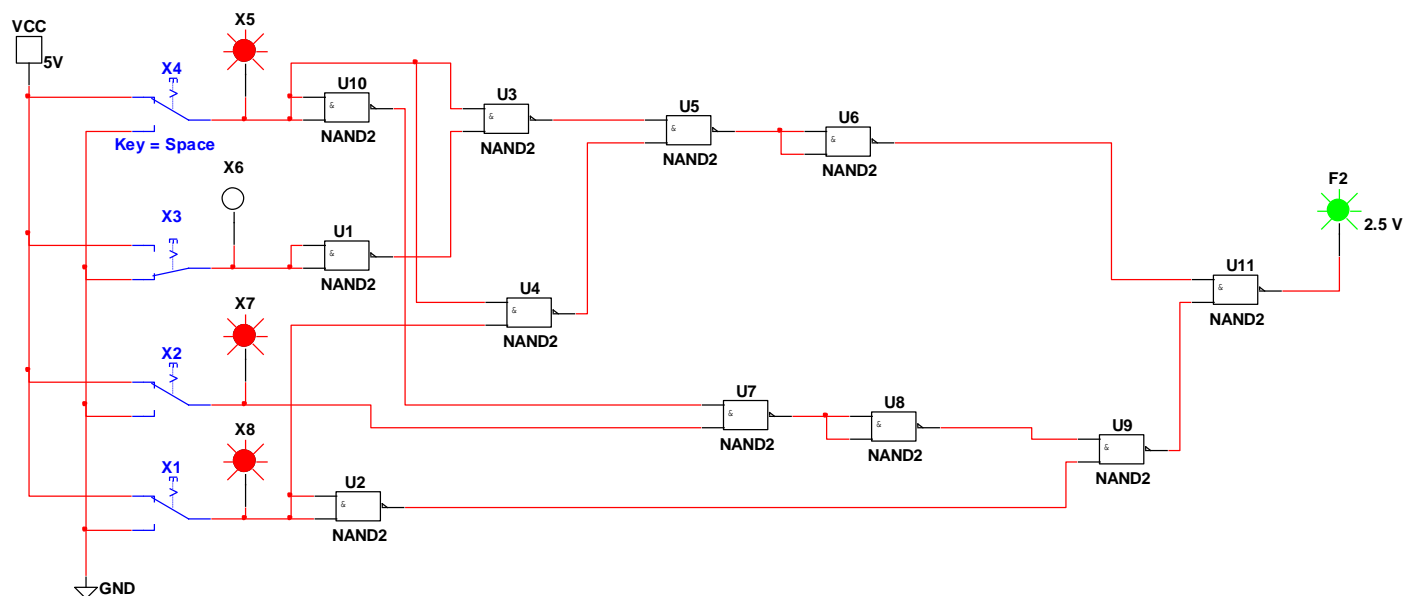 VCC
5V
X5
X4
Key = Space
U10
&
NAND2
U3
&
NAND2
U5
&
NAND2
U6
&
NAND2
X6
X3
U1
&
NAND2
F2
2.5 V
U4
&
NAND2
U11
&
NAND2
X7
X2
U7
&
NAND2
U8
&
NAND2
U9
&
NAND2
X8
X1
U2
&
NAND2
GND